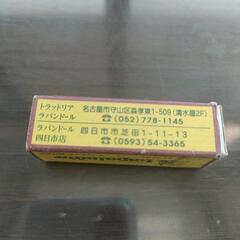 トラットリア 名古屋市守山区森孝東1-509(清水屋2F)
ラパンドール ☎(052)778-1145
ラパンドール 四日市市芝田1-11-13
四日市店 ☎(0593)54-3365